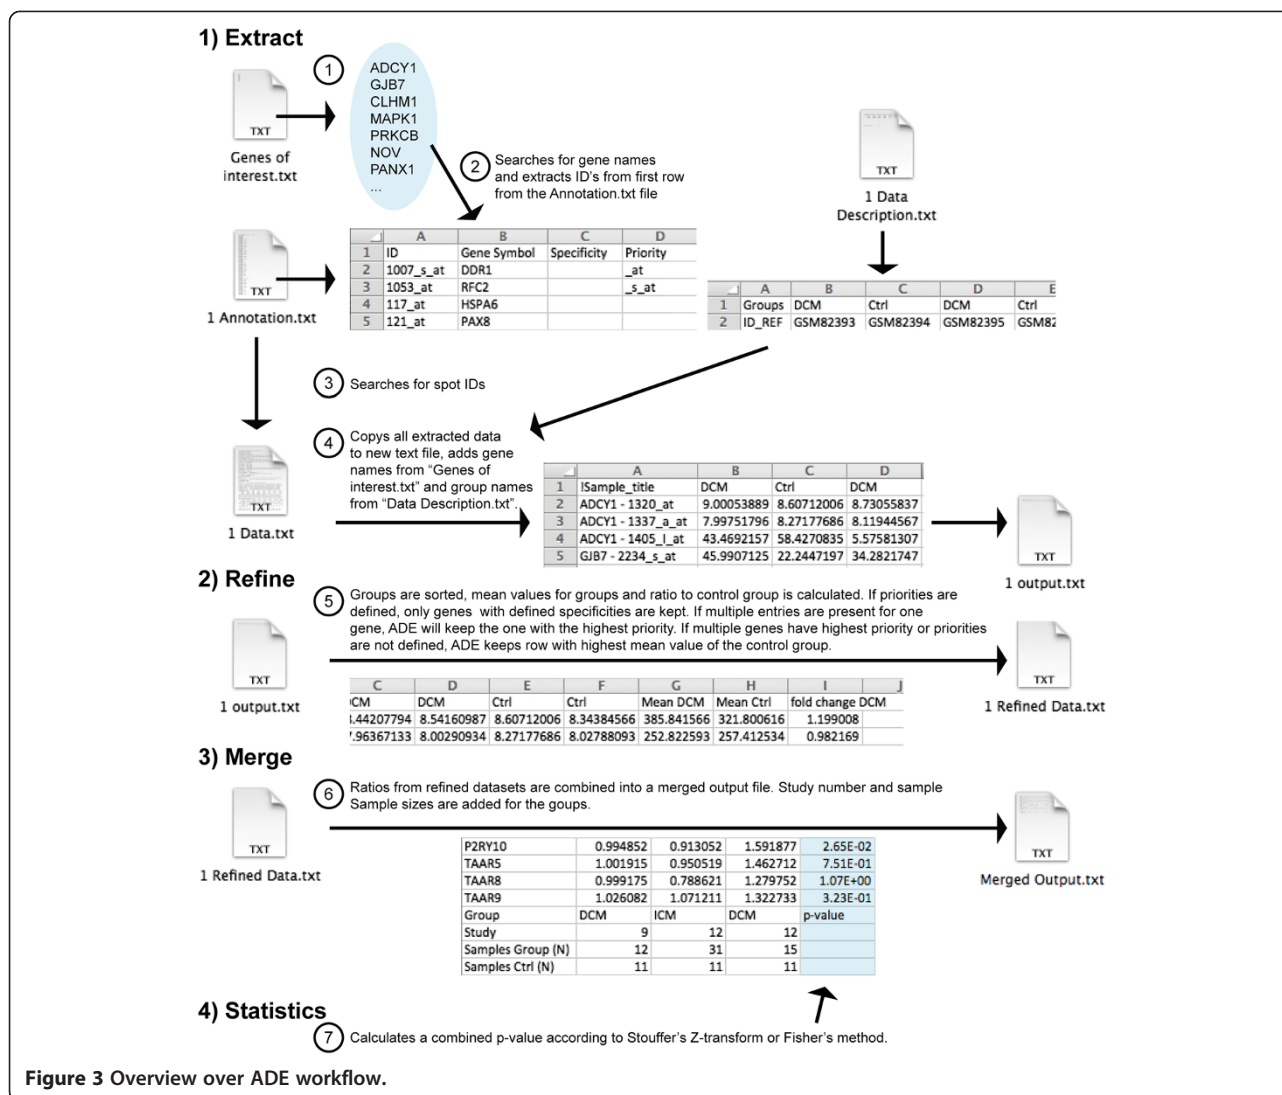 1) Extract
1
ADCY1
GJB7
CLHM1
MAPK1
PRKCB
NOV
PANX1
...
TXT
Genes of
interest.txt
2
Searches for gene names
and extracts ID's from first row
from the Annotation.txt file
TXT
1 Data
Description.txt
TXT
1 Annotation.txt
A B C D
1 ID Gene Symbol Specificity Priority
2 1007_s_at DDR1 _at
3 1053_at RFC2 _s_at
4 117_at HSPA6
5 121_at PAX8
A B C D E
1 Groups DCM Ctrl DCM Ctrl
2 ID_REF GSM82393 GSM82394 GSM82395 GSM82
3
Searches for spot IDs
4
Copys all extracted data
to new text file, adds gene
names from “Genes of
interest.txt” and group names
from “Data Description.txt”.
TXT
1 Data.txt
A B C D
1 !Sample_title DCM Ctrl DCM
2 ADCY1 - 1320_at 9.00053889 8.60712006 8.73055837
3 ADCY1 - 1337_a_at 7.99751796 8.27177686 8.11944567
4 ADCY1 - 1405_l_at 43.4692157 58.4270835 5.57581307
5 GJB7 - 2234_s_at 45.9907125 22.2447197 34.2821747
TXT
1 output.txt
2) Refine
5
Groups are sorted, mean values for groups and ratio to control group is calculated. If priorities are
defined, only genes with defined specificities are kept. If multiple entries are present for one
gene, ADE will keep the one with the highest priority. If multiple genes have highest priority or priorities
are not defined, ADE keeps row with highest mean value of the control group.
TXT
1 output.txt
TXT
1 Refined Data.txt
C D E F G H I J
CM DCM Ctrl Ctrl Mean DCM Mean Ctrl fold change DCM
.44207794 8.54160987 8.60712006 8.34384566 385.841566 321.800616 1.199008
.96367133 8.00290934 8.27177686 8.02788093 252.822593 257.412534 0.982169
3) Merge
6
Ratios from refined datasets are combined into a merged output file. Study number and sample
Sample sizes are added for the goups.
TXT
1 Refined Data.txt
TXT
Merged Output.txt
P2RY10 0.994852 0.913052 1.591877 2.65E-02
TAAR5 1.001915 0.950519 1.462712 7.51E-01
TAAR8 0.999175 0.788621 1.279752 1.07E+00
TAAR9 1.026082 1.071211 1.322733 3.23E-01
Group DCM ICM DCM p-value
Study 9 12 12
Samples Group (N) 12 31 15
Samples Ctrl (N) 11 11 11
4) Statistics
7
Calculates a combined p-value according to Stouffer's Z-transform or Fisher's method.
Figure 3 Overview over ADE workflow.